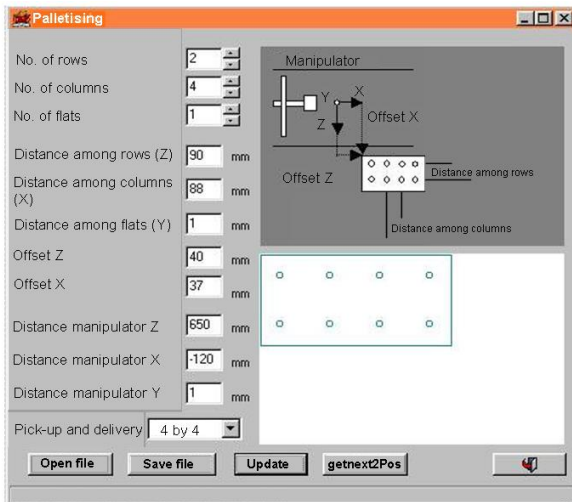 Palletising
No. of rows 2
No. of columns 4
No. of flats 1
Distance among rows (Z) 90 mm
Distance among columns
(X) 88 mm
Distance among flats (Y) 1 mm
Offset Z 40 mm
Offset X 37 mm
Distance manipulator Z 650 mm
Distance manipulator X -120 mm
Distance manipulator Y 1 mm
Pick-up and delivery 4 by 4
Manipulator
Y X
Z Offset X
Offset Z
Distance among rows
Distance among columns
Open file Save file Update getnext2Pos